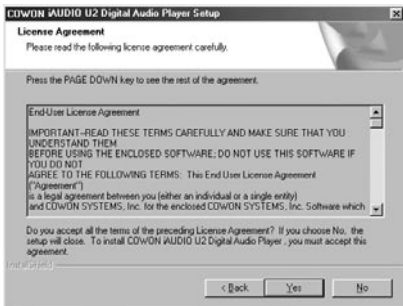 COWON iAUDIO U2 Digital Audio Player Setup
License Agreement
Please read the following license agreement carefully.
Press the PAGE DOWN key to see the rest of the agreement.
End-User License Agreement
IMPORTANT-READ THESE TERMS CAREFULLY AND MAKE SURE THAT YOU
UNDERSTAND THEM
BEFORE USING THE ENCLOSED SOFTWARE; DO NOT USE THIS SOFTWARE IF
YOU DO NOT
AGREE TO THE FOLLOWING TERMS: This End User License Agreement
("Agreement")
is a legal agreement between you (either an individual or a single entity)
and COWON SYSTEMS, Inc. for the enclosed COWON SYSTEMS, Inc. Software which
Do you accept all the terms of the preceding License Agreement? If you choose No, the
setup will close. To install COWON iAUDIO U2 Digital Audio Player , you must accept this
agreement.
InstallShield
< Back
Yes
No